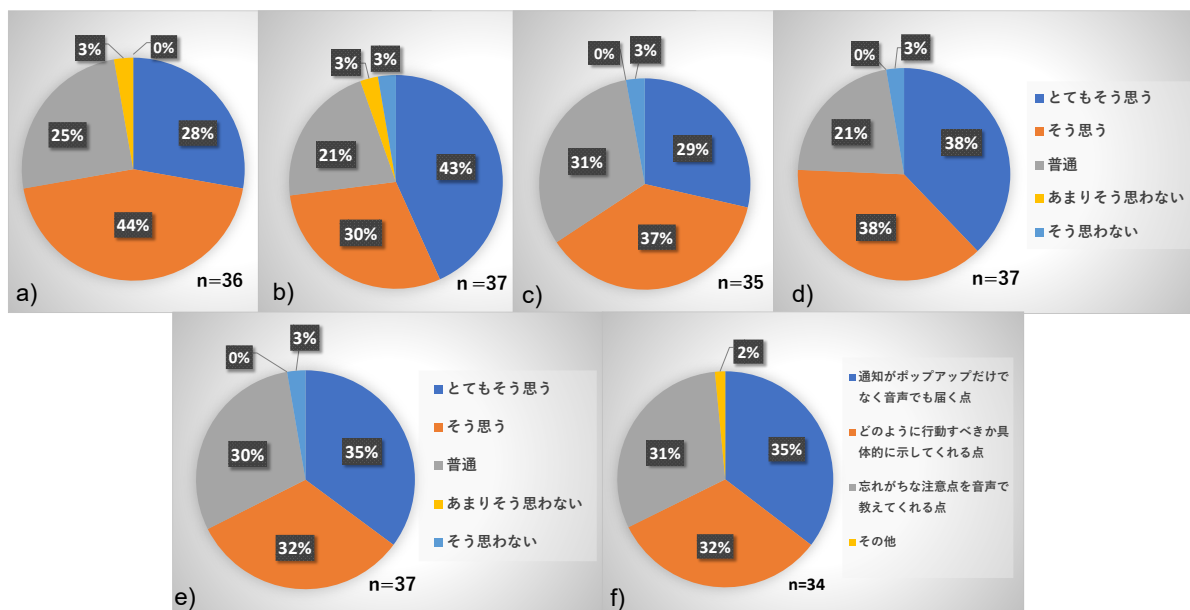 3%
0%
25%
28%
44%
n=36
a)
3%
3%
21%
43%
30%
n=37
b)
0%
3%
31%
29%
37%
n=35
c)
0%
3%
21%
38%
38%
n=37
d)
とてもそう思う
そう思う
普通
あまりそう思わない
そう思わない
3%
0%
30%
35%
32%
n=37
e)
とてもそう思う
そう思う
普通
あまりそう思わない
そう思わない
2%
31%
35%
32%
n=34
f)
通知がポップアップだけで
なく音声でも届く点
どのように行動すべきか具
体的に示してくれる点
忘れがちな注意点を音声で
教えてくれる点
その他